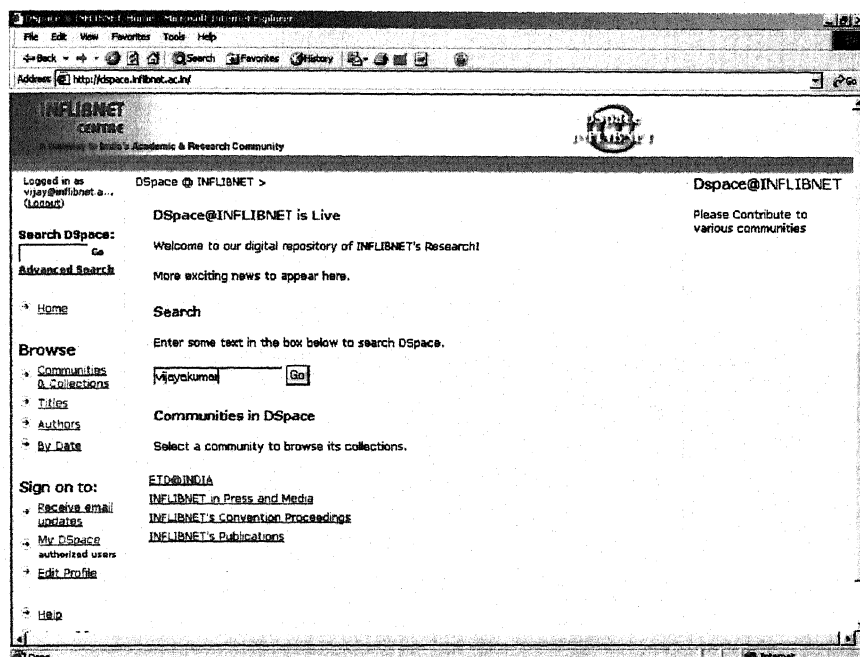 Dspace @ INFLIBNET Home - Microsoft Internet Explorer
File Edit View Favorites Tools Help
Back Search Favorites History
Address http://dspace.inflibnet.ac.in/ Go
INFLIBNET
CENTRE
A Gateway to India's Academic & Research Community
Logged in as
vijay@inflibnet.a...
(Logout)
Search DSpace:
Go
Advanced Search
Home
Browse
Communities
& Collections
Titles
Authors
By Date
Sign on to:
Receive email
updates
My DSpace
authorized users
Edit Profile
Help
DSpace @ INFLIBNET >
DSpace@INFLIBNET is Live
Welcome to our digital repository of INFLIBNET's Research!
More exciting news to appear here.
Search
Enter some text in the box below to search DSpace.
vijayakumar Go
Communities in DSpace
Select a community to browse its collections.
ETD@INDIA
INFLIBNET in Press and Media
INFLIBNET's Convention Proceedings
INFLIBNET's Publications
Dspace@INFLIBNET
Please Contribute to
various communities
Done Internet